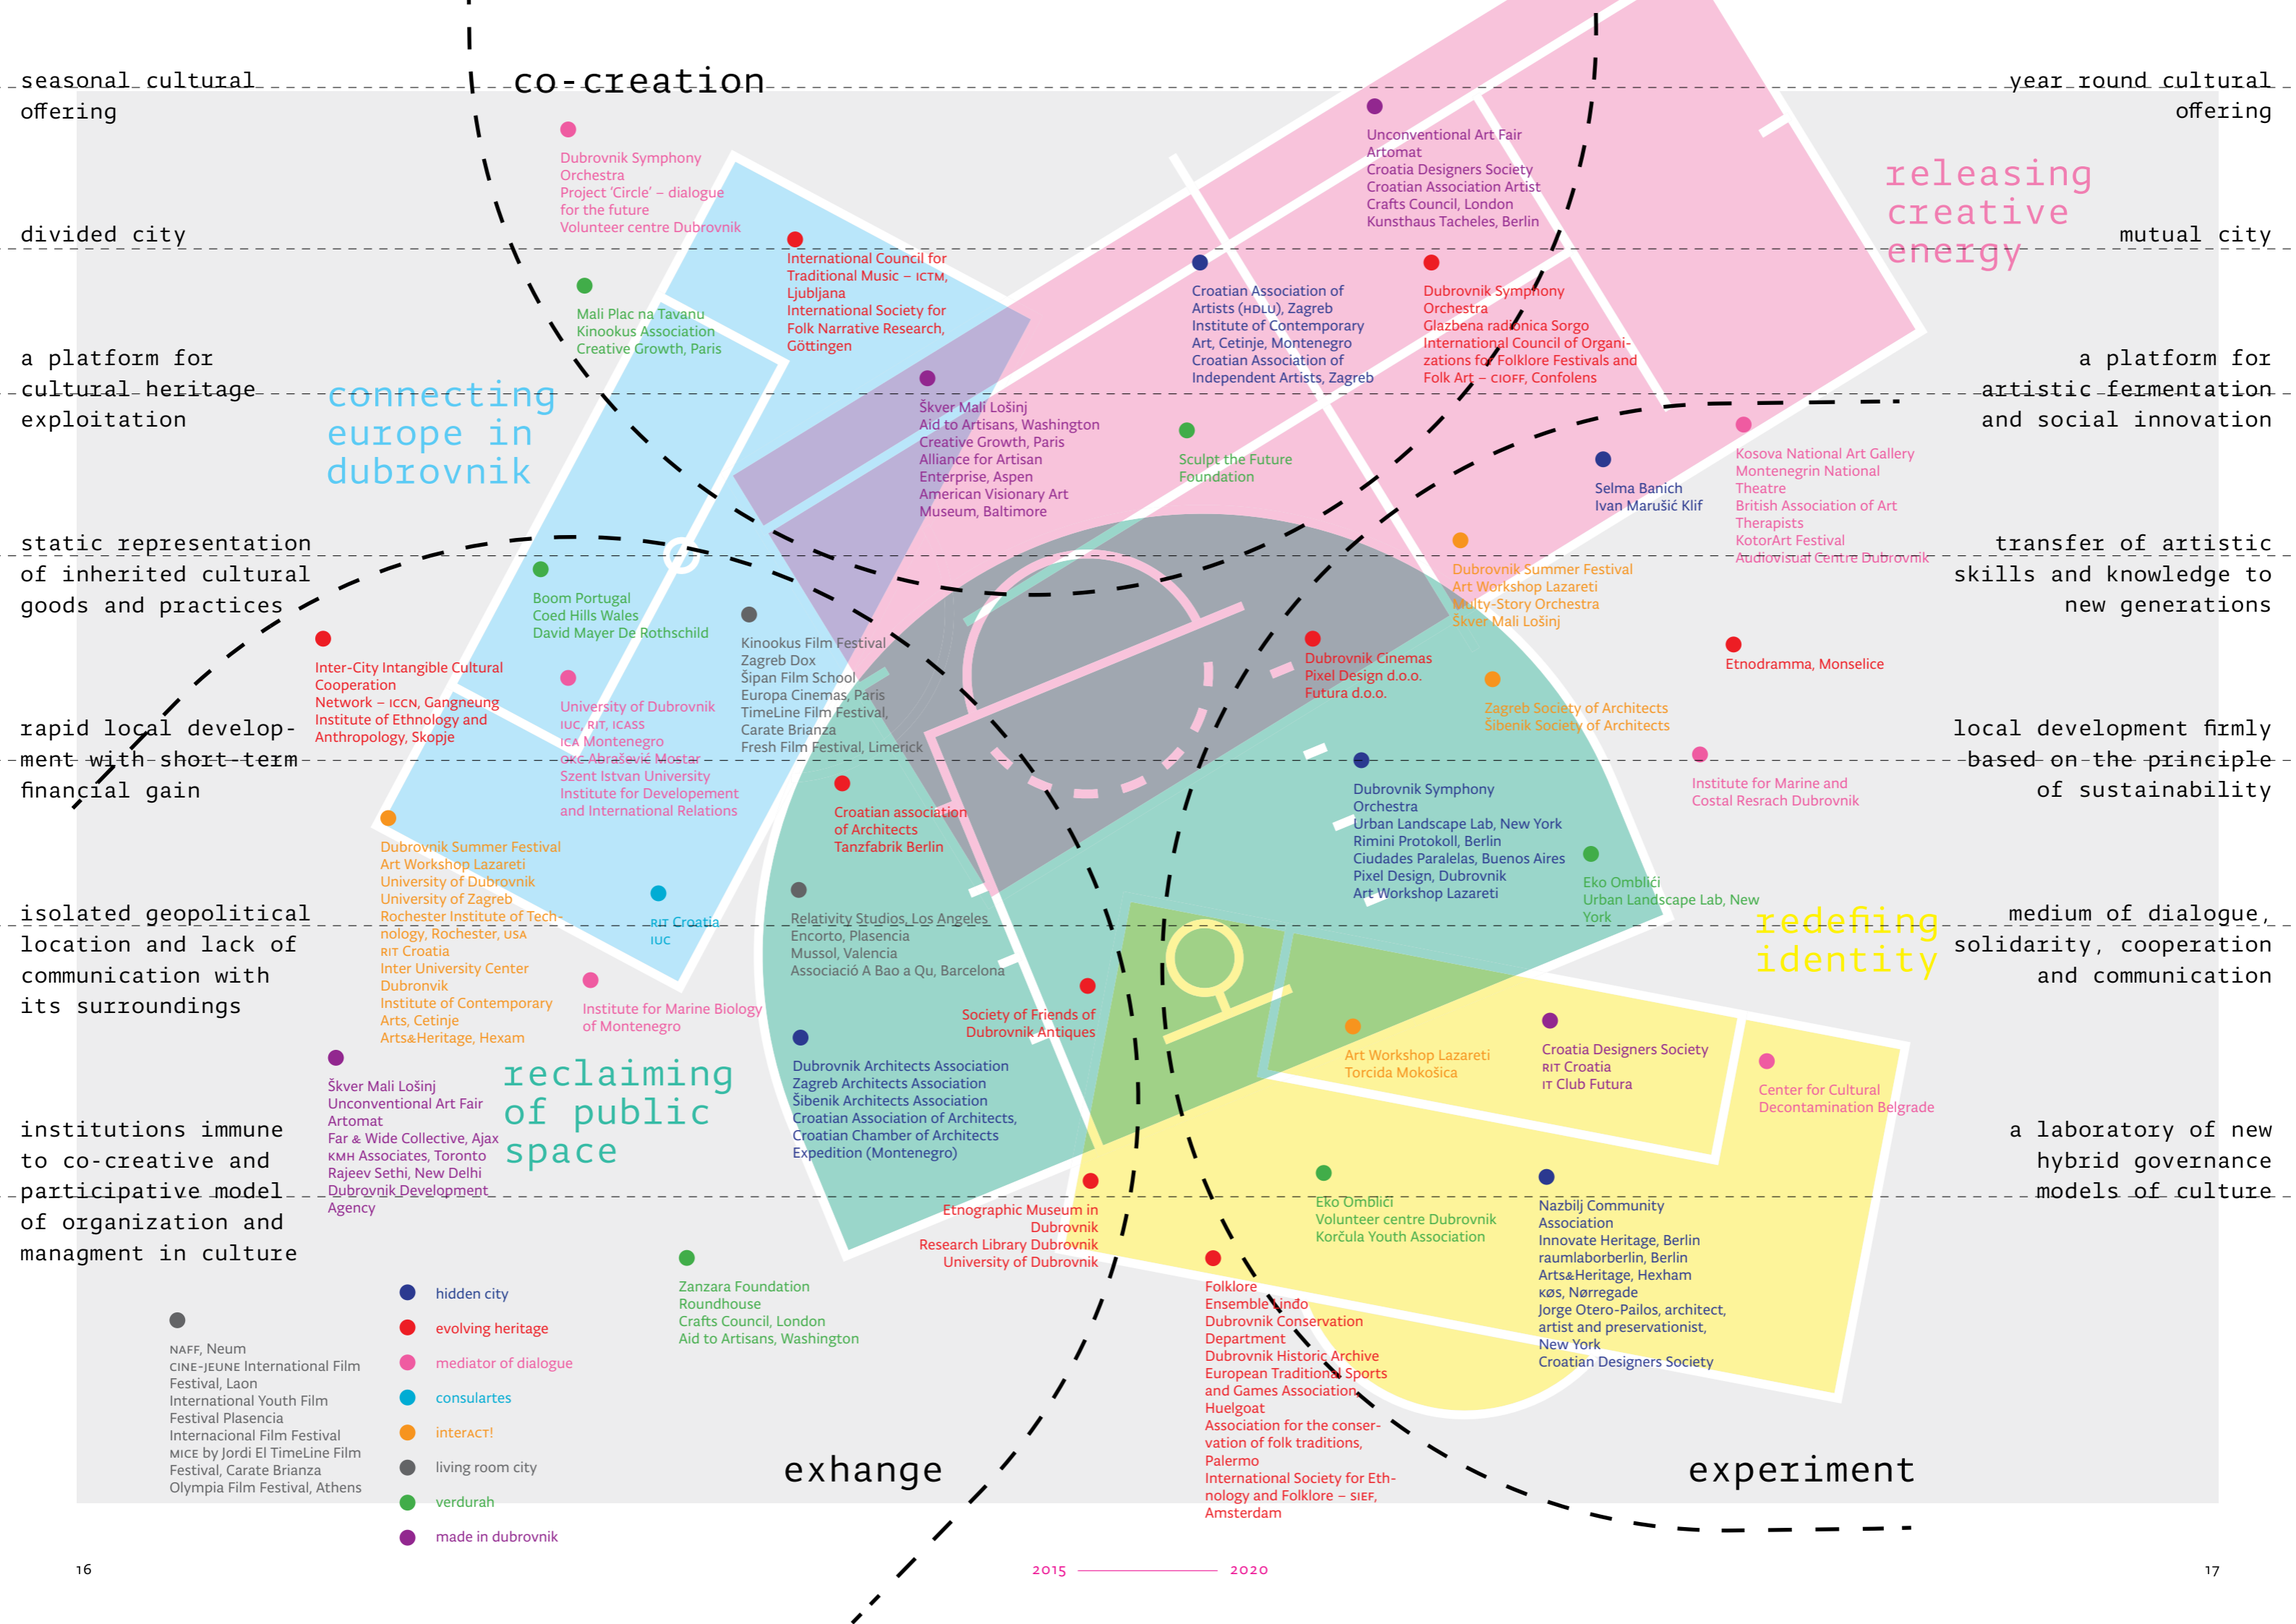 seasonal cultural
offering
divided city
a platform for
cultural heritage
exploitation
static representation
of inherited cultural
goods and practices
rapid local develop-
ment with short-term
financial gain
isolated geopolitical
location and lack of
communication with
its surroundings
institutions immune
to co-creative and
participative model
of organization and
managment in culture
co-creation
Dubrovnik Symphony
Orchestra
Project ‘Circle’ – dialogue
for the future
Volunteer centre Dubrovnik
International Council for
Traditional Music – ICTM,
Ljubljana
International Society for
Folk Narrative Research,
Göttingen
Mali Plac na Tavanu
Kinookus Association
Creative Growth, Paris
connecting
europe in
dubrovnik
Unconventional Art Fair
Artomat
Croatia Designers Society
Croatian Association Artist
Crafts Council, London
Kunsthaus Tacheles, Berlin
Croatian Association of
Artists (HDLU), Zagreb
Institute of Contemporary
Art, Cetinje, Montenegro
Croatian Association of
Independent Artists, Zagreb
Dubrovnik Symphony
Orchestra
Glazbena radionica Sorgo
International Council of Organi-
zations for Folklore Festivals and
Folk Art – CIOFF, Confolens
releasing
creative
energy
Škver Mali Lošinj
Aid to Artisans, Washington
Creative Growth, Paris
Alliance for Artisan
Enterprise, Aspen
American Visionary Art
Museum, Baltimore
Sculpt the Future
Foundation
Selma Banich
Ivan Marušić Klif
Kosova National Art Gallery
Montenegrin National
Theatre
British Association of Art
Therapists
KotorArt Festival
Audiovisual Centre Dubrovnik
Dubrovnik Summer Festival
Art Workshop Lazareti
Multy-Story Orchestra
Škver Mali Lošinj
Boom Portugal
Coed Hills Wales
David Mayer De Rothschild
Kinookus Film Festival
Zagreb Dox
Šipan Film School
Europa Cinemas, Paris
TimeLine Film Festival,
Carate Brianza
Fresh Film Festival, Limerick
Inter-City Intangible Cultural
Cooperation
Network – ICCN, Gangneung
Institute of Ethnology and
Anthropology, Skopje
University of Dubrovnik
IUC, RIT, ICASS
ICA Montenegro
OKC Abrašević Mostar
Szent Istvan University
Institute for Developement
and International Relations
Dubrovnik Cinemas
Pixel Design d.o.o.
Futura d.o.o.
Etnodramma, Monselice
Zagreb Society of Architects
Šibenik Society of Architects
Institute for Marine and
Costal Resrach Dubrovnik
Croatian association
of Architects
Tanzfabrik Berlin
Dubrovnik Symphony
Orchestra
Urban Landscape Lab, New York
Rimini Protokoll, Berlin
Ciudades Paralelas, Buenos Aires
Pixel Design, Dubrovnik
Art Workshop Lazareti
Eko Omblići
Urban Landscape Lab, New
York
redefiing
identity
Dubrovnik Summer Festival
Art Workshop Lazareti
University of Dubrovnik
University of Zagreb
Rochester Institute of Tech-
nology, Rochester, USA
RIT Croatia
Inter University Center
Dubronvik
Institute of Contemporary
Arts, Cetinje
Arts&Heritage, Hexam
RIT Croatia
IUC
Relativity Studios, Los Angeles
Encorto, Plasencia
Mussol, Valencia
Associació A Bao a Qu, Barcelona
Institute for Marine Biology
of Montenegro
Society of Friends of
Dubrovnik Antiques
Art Workshop Lazareti
Torcida Mokošica
Croatia Designers Society
RIT Croatia
IT Club Futura
Center for Cultural
Decontamination Belgrade
Škver Mali Lošinj
Unconventional Art Fair
Artomat
Far & Wide Collective, Ajax
KMH Associates, Toronto
Rajeev Sethi, New Delhi
Dubrovnik Development
Agency
reclaiming
of public
space
Dubrovnik Architects Association
Zagreb Architects Association
Šibenik Architects Association
Croatian Association of Architects,
Croatian Chamber of Architects
Expedition (Montenegro)
Etnographic Museum in
Dubrovnik
Research Library Dubrovnik
University of Dubrovnik
Eko Omblići
Volunteer centre Dubrovnik
Korčula Youth Association
Nazbilj Community
Association
Innovate Heritage, Berlin
raumlaborberlin, Berlin
Arts&Heritage, Hexham
KØS, Nørregade
Jorge Otero-Pailos, architect,
artist and preservationist,
New York
Croatian Designers Society
Zanzara Foundation
Roundhouse
Crafts Council, London
Aid to Artisans, Washington
Folklore
Ensemble Linđo
Dubrovnik Conservation
Department
Dubrovnik Historic Archive
European Traditional Sports
and Games Association,
Huelgoat
Association for the conser-
vation of folk traditions,
Palermo
International Society for Eth-
nology and Folklore – SIEF,
Amsterdam
NAFF, Neum
CINE-JEUNE International Film
Festival, Laon
International Youth Film
Festival Plasencia
Internacional Film Festival
MICE by Jordi El TimeLine Film
Festival, Carate Brianza
Olympia Film Festival, Athens
hidden city
evolving heritage
mediator of dialogue
consulartes
interACT!
living room city
verdurah
made in dubrovnik
exhange
experiment
year round cultural
offering
mutual city
a platform for
artistic fermentation
and social innovation
transfer of artistic
skills and knowledge to
new generations
local development firmly
based on the principle
of sustainability
medium of dialogue,
solidarity, cooperation
and communication
a laboratory of new
hybrid governance
models of culture
16
2015
2020
17